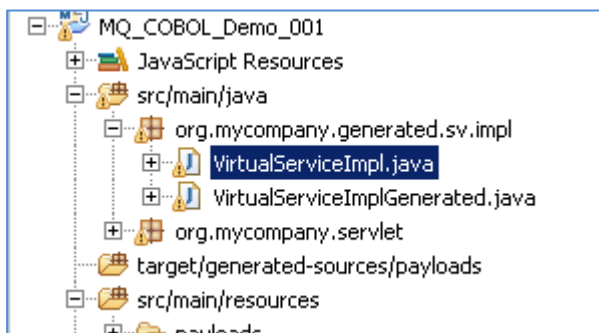 MQ_COBOL_Demo_001
JavaScript Resources
src/main/java
org.mycompany.generated.sv.impl
VirtualServiceImpl.java
VirtualServiceImplGenerated.java
org.mycompany.servlet
target/generated-sources/payloads
src/main/resources
payloads